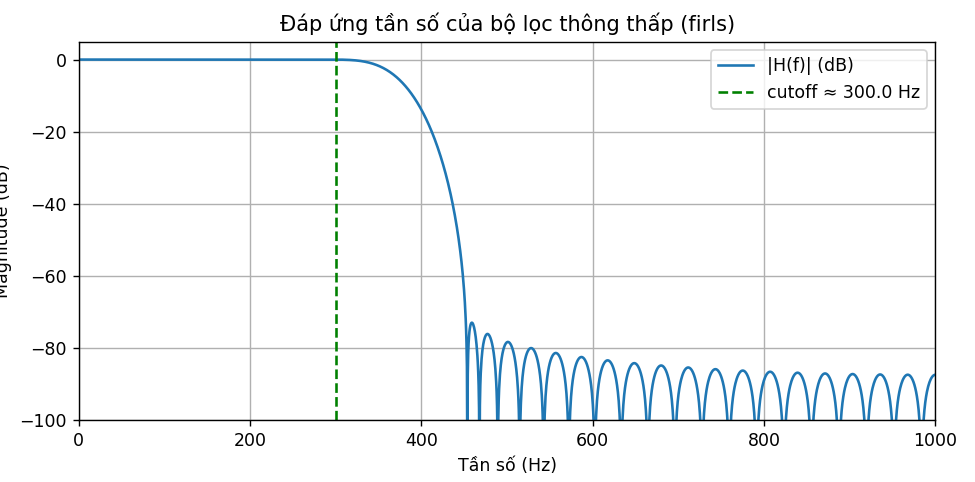 Đáp ứng tần số của bộ lọc thông thấp (firls)
|H(f)| (dB)
cutoff ≈ 300.0 Hz
Magnitude (dB)
0
−20
−40
−60
−80
−100
0
200
400
600
800
1000
Tần số (Hz)